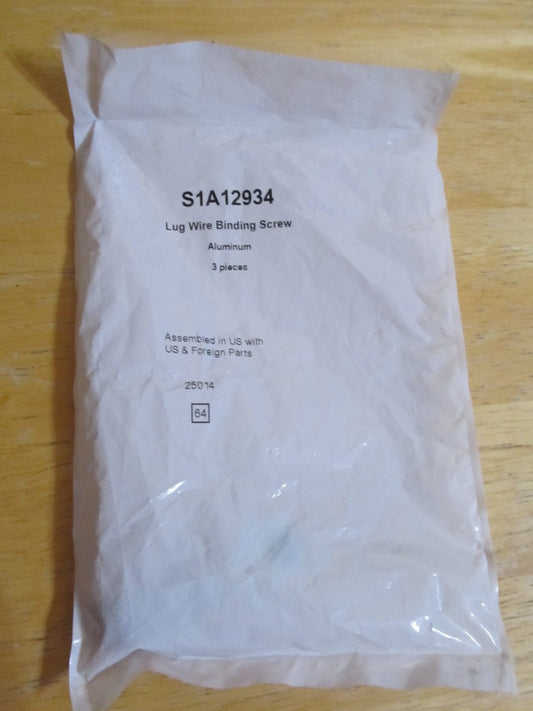 S1A12934
Lug Wire Binding Screw
Aluminum
3 pieces
Assembled in US with
US & Foreign Parts
25014
64